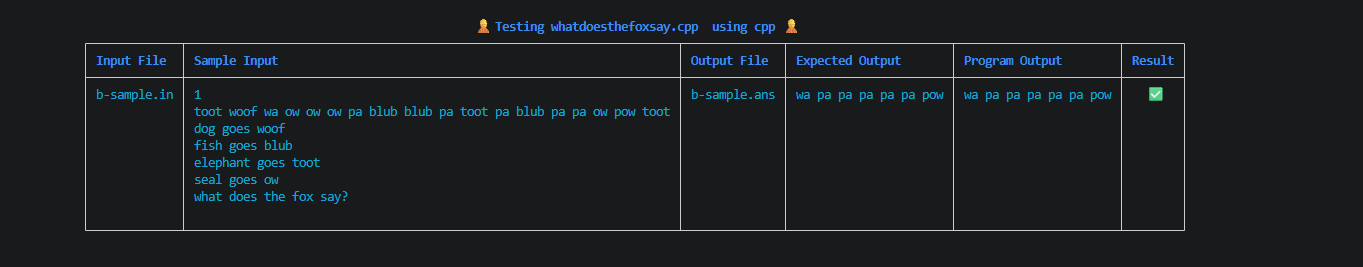 Testing whatdoesthefoxsay.cpp using cpp
Input File Sample Input Output File Expected Output Program Output Result
b-sample.in 1 b-sample.ans wa pa pa pa pa pa pow wa pa pa pa pa pa pow
toot woof wa ow ow ow pa blub blub pa toot pa blub pa pa ow pow toot
dog goes woof
fish goes blub
elephant goes toot
seal goes ow
what does the fox say?